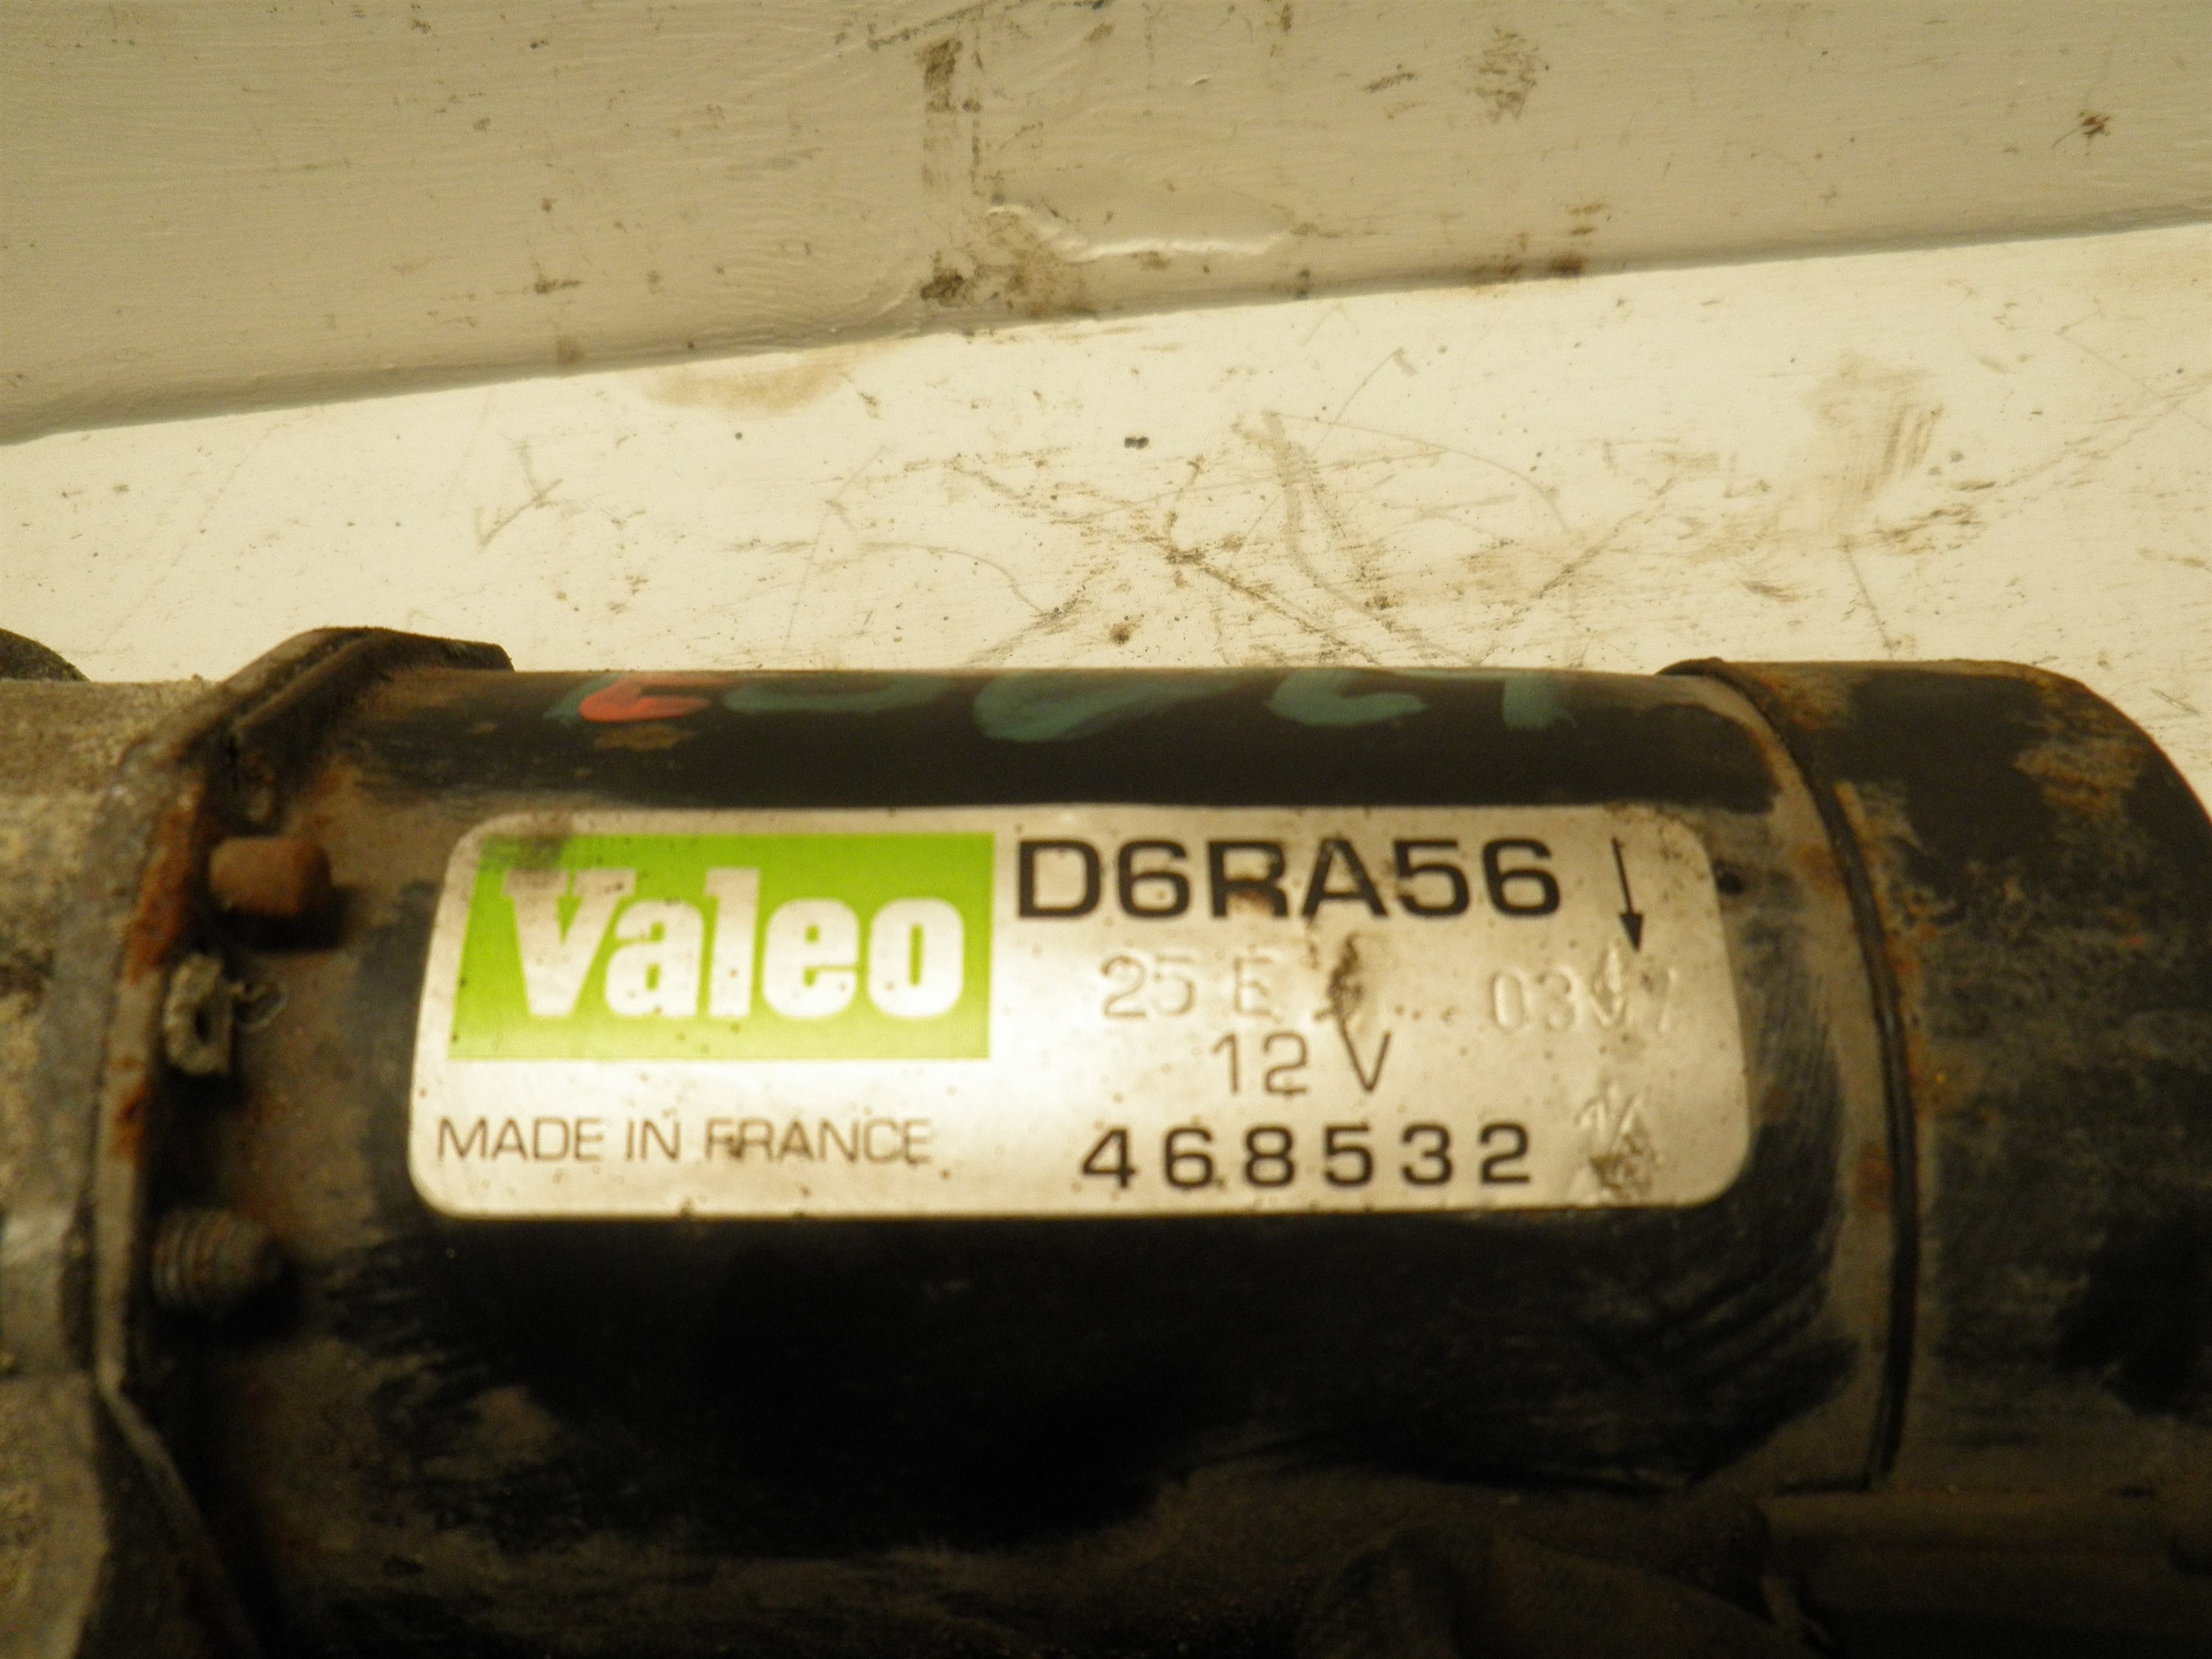 Valeo
D6RA56
25 E
12 V
MADE IN FRANCE
468532